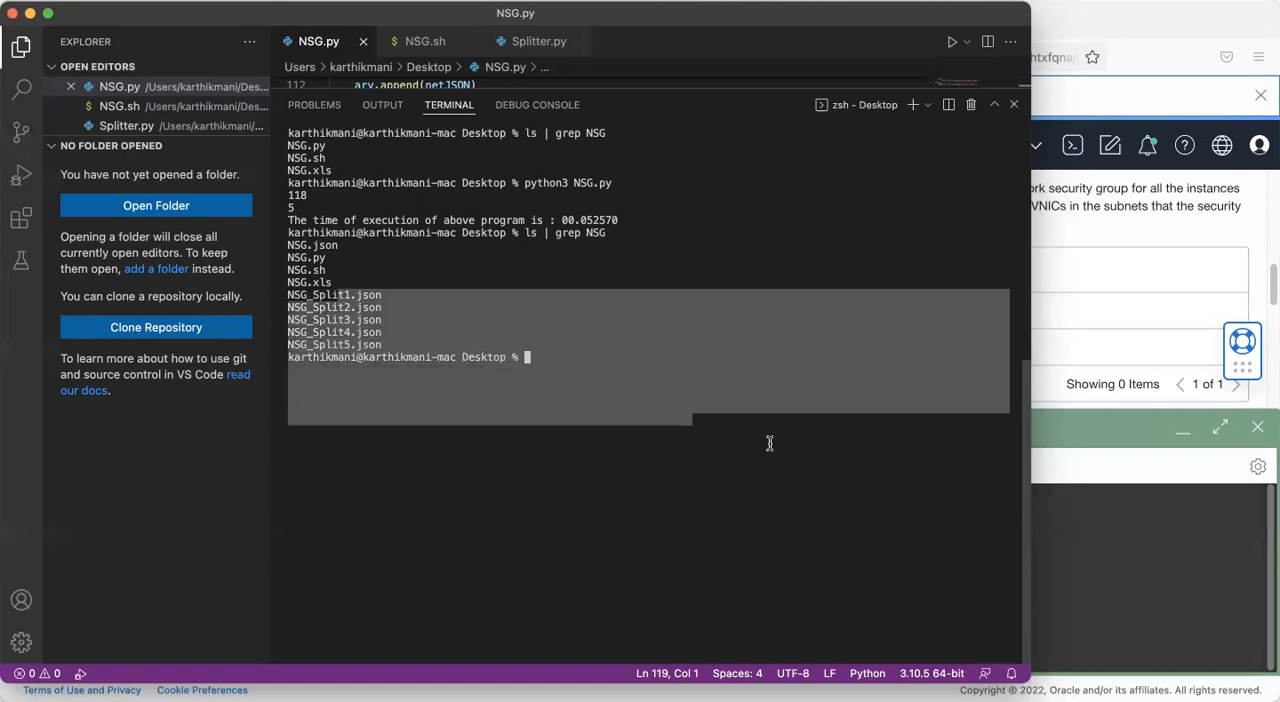 NSG.py
EXPLORER
OPEN EDITORS
NSG.py /Users/karthikmani/Des...
NSG.sh /Users/karthikmani/Des...
Splitter.py /Users/karthikmani/...
NO FOLDER OPENED
You have not yet opened a folder.
Open Folder
Opening a folder will close all
currently open editors. To keep
them open, add a folder instead.
You can clone a repository locally.
Clone Repository
To learn more about how to use git
and source control in VS Code read
our docs.
NSG.py NSG.sh Splitter.py
Users > karthikmani > Desktop > NSG.py > ...
112 ary.append(netJSON)
PROBLEMS OUTPUT TERMINAL DEBUG CONSOLE
zsh - Desktop
karthikmani@karthikmani-mac Desktop % ls | grep NSG
NSG.py
NSG.sh
NSG.xls
karthikmani@karthikmani-mac Desktop % python3 NSG.py
118
5
The time of execution of above program is : 00.052570
karthikmani@karthikmani-mac Desktop % ls | grep NSG
NSG.json
NSG.py
NSG.sh
NSG.xls
NSG_Split1.json
NSG_Split2.json
NSG_Split3.json
NSG_Split4.json
NSG_Split5.json
karthikmani@karthikmani-mac Desktop %
0 0
Ln 119, Col 1 Spaces: 4 UTF-8 LF Python 3.10.5 64-bit
htxfqna/
rk security group for all the instances
VNICs in the subnets that the security
Showing 0 Items < 1 of 1 >
Terms of Use and Privacy Cookie Preferences
Copyright © 2022, Oracle and/or its affiliates. All rights reserved.